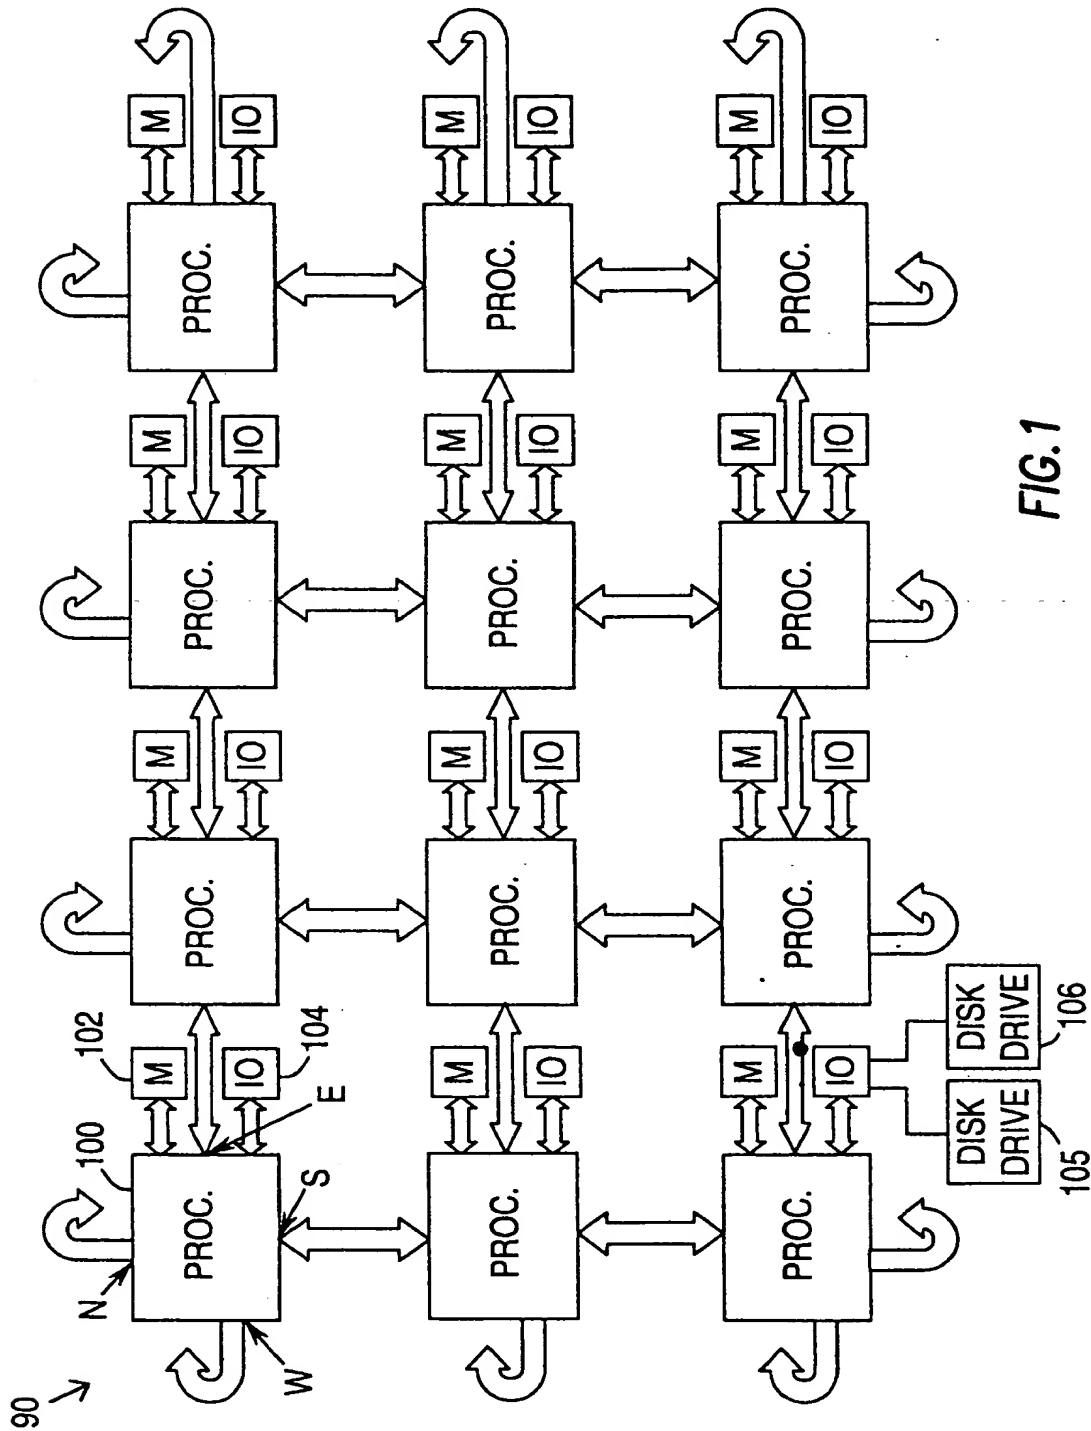 90
N
100
102
M
M
M
M
PROC.
PROC.
PROC.
PROC.
IO
IO
IO
IO
W
S
E
104
M
M
M
M
PROC.
PROC.
PROC.
PROC.
IO
IO
IO
IO
M
M
M
M
PROC.
PROC.
PROC.
PROC.
IO
IO
IO
IO
DISK
DRIVE
DISK
DRIVE
105
106
FIG. 1